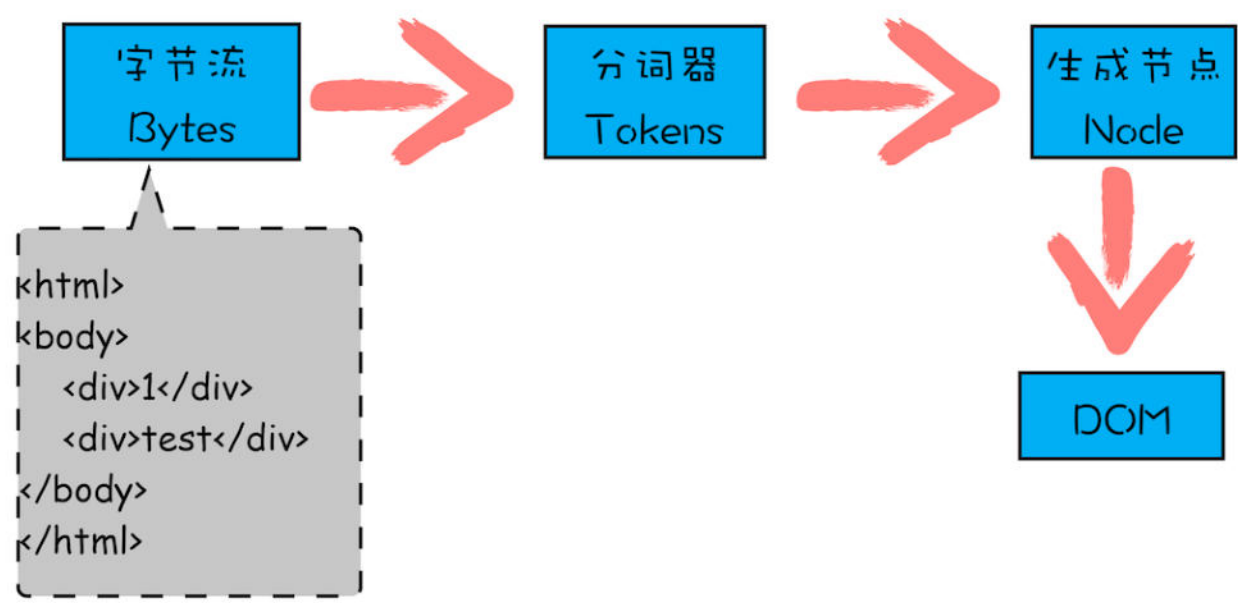 字节流
Bytes
分词器
Tokens
生成节点
Node
<html>
<body>
<div>1</div>
<div>test</div>
</body>
</html>
DOM